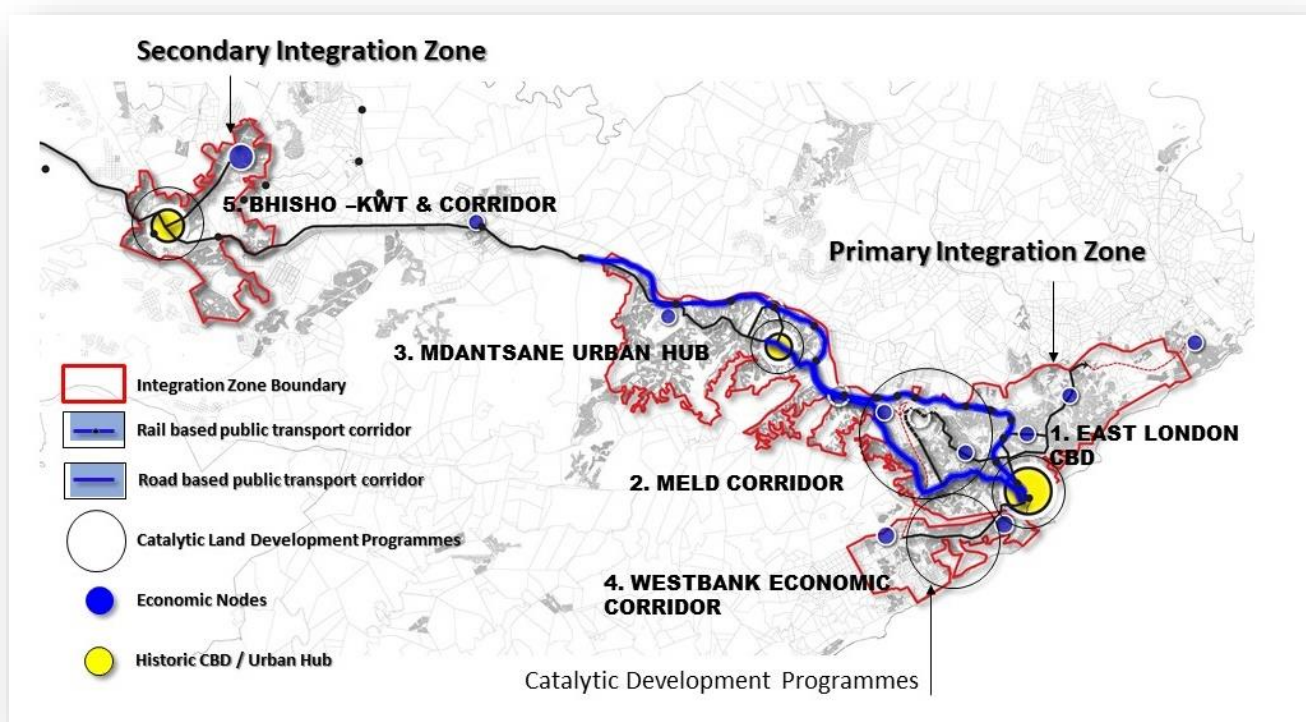 Secondary Integration Zone
5. BHISHO –KWT & CORRIDOR
Primary Integration Zone
3. MDANTSANE URBAN HUB
Integration Zone Boundary
Rail based public transport corridor
1. EAST LONDON
CBD
Road based public transport corridor
2. MELD CORRIDOR
Catalytic Land Development Programmes
4. WESTBANK ECONOMIC
CORRIDOR
Economic Nodes
Historic CBD / Urban Hub
Catalytic Development Programmes